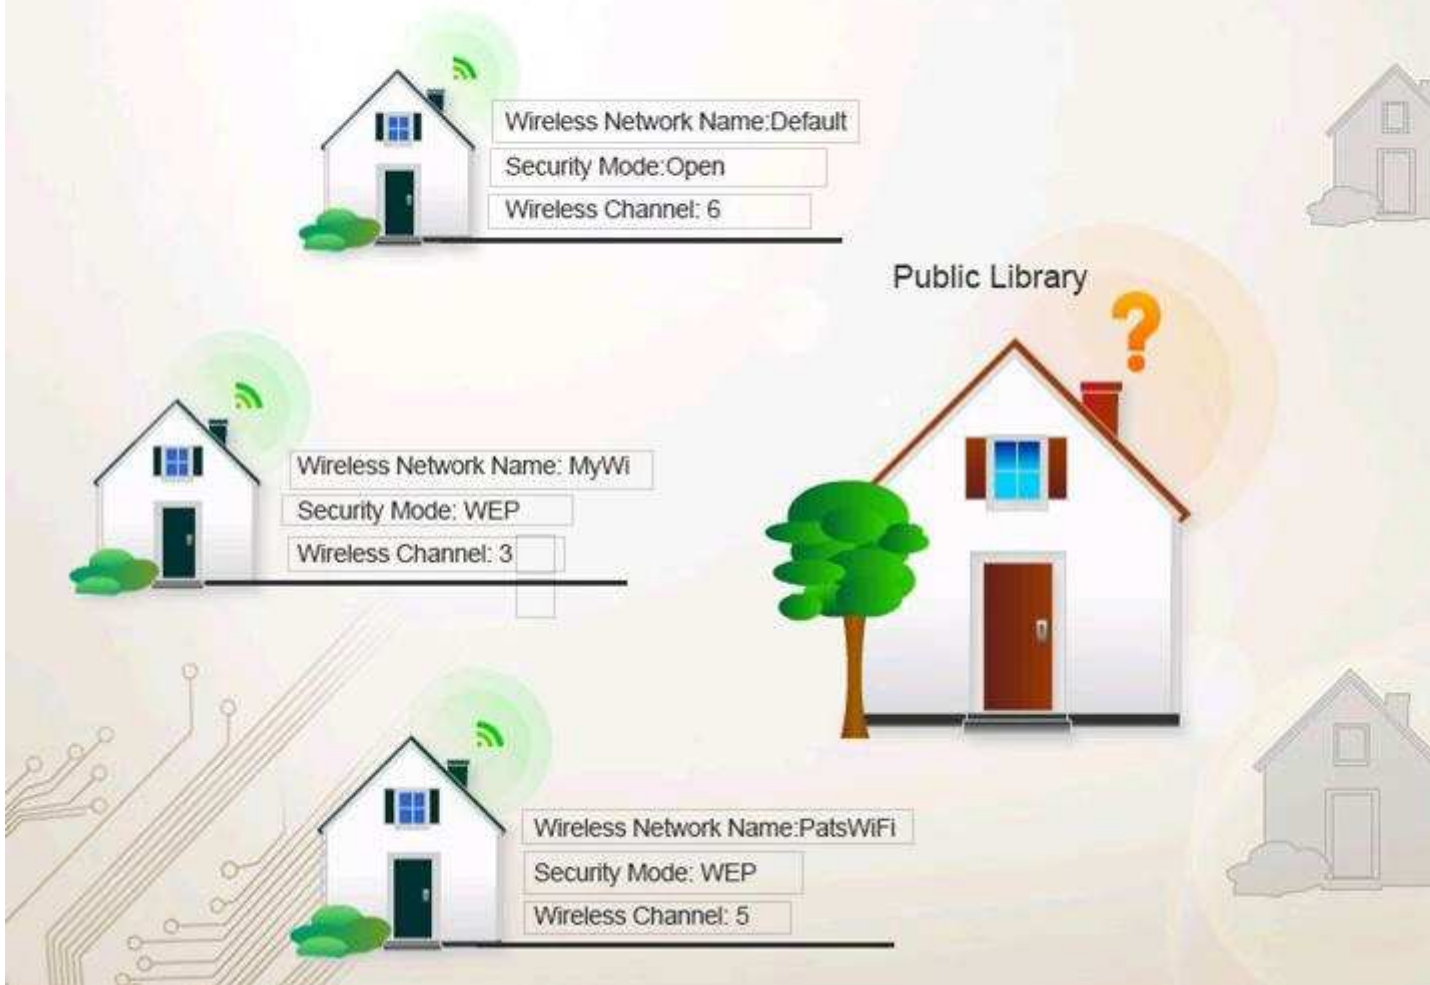 Wireless Network Name:Default
Security Mode:Open
Wireless Channel: 6
Public Library
?
Wireless Network Name: MyWi
Security Mode: WEP
Wireless Channel: 3
Wireless Network Name:PatsWiFi
Security Mode: WEP
Wireless Channel: 5